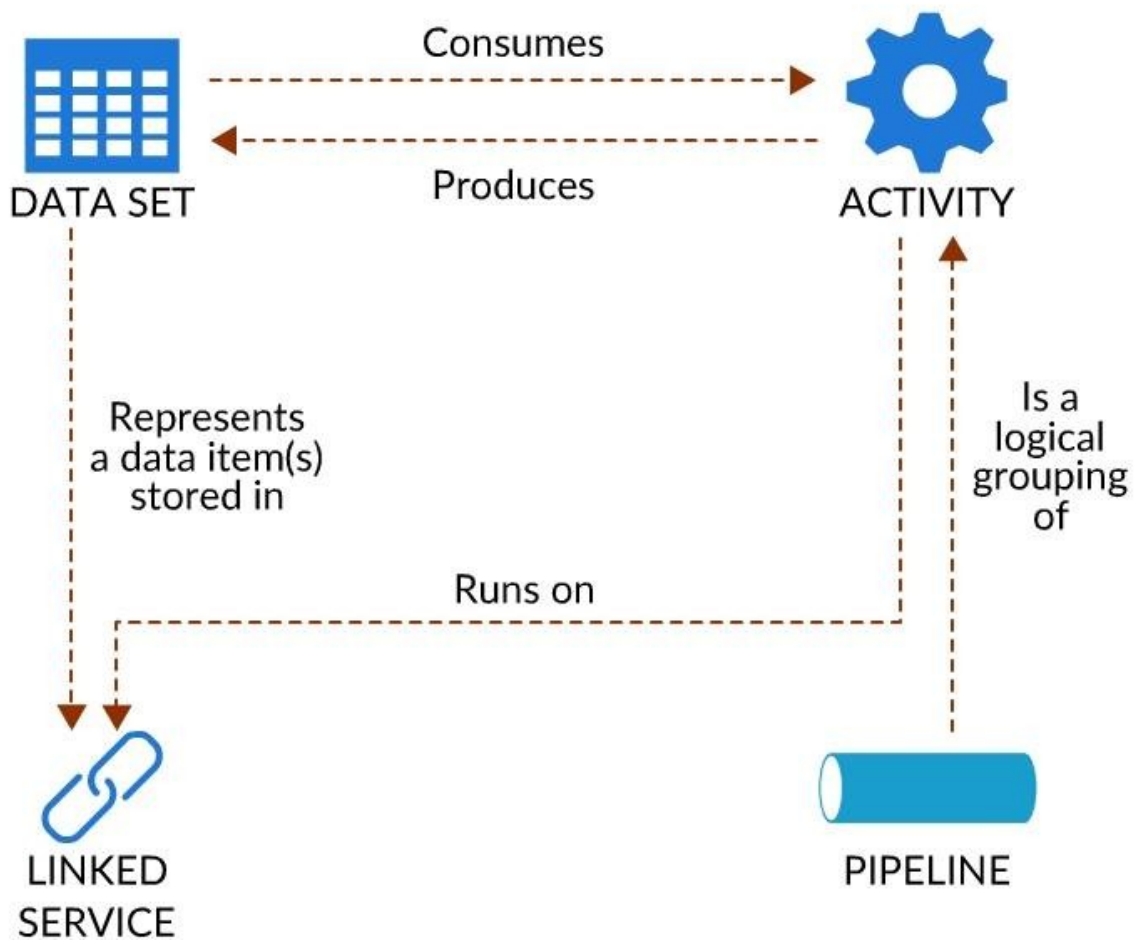 Consumes
Produces
DATA SET
ACTIVITY
Represents
a data item(s)
stored in
Is a
logical
grouping
of
Runs on
LINKED
SERVICE
PIPELINE